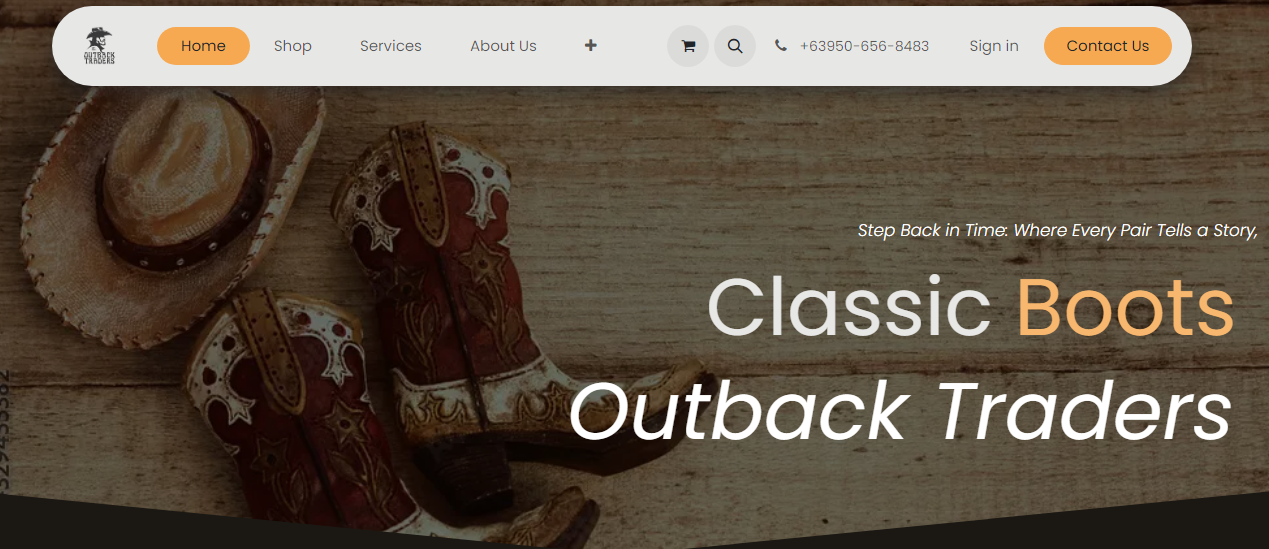 OUTBACK
TRADERS
Home
Shop
Services
About Us
+63950-656-8483
Sign in
Contact Us
Step Back in Time: Where Every Pair Tells a Story,
Classic Boots
Outback Traders